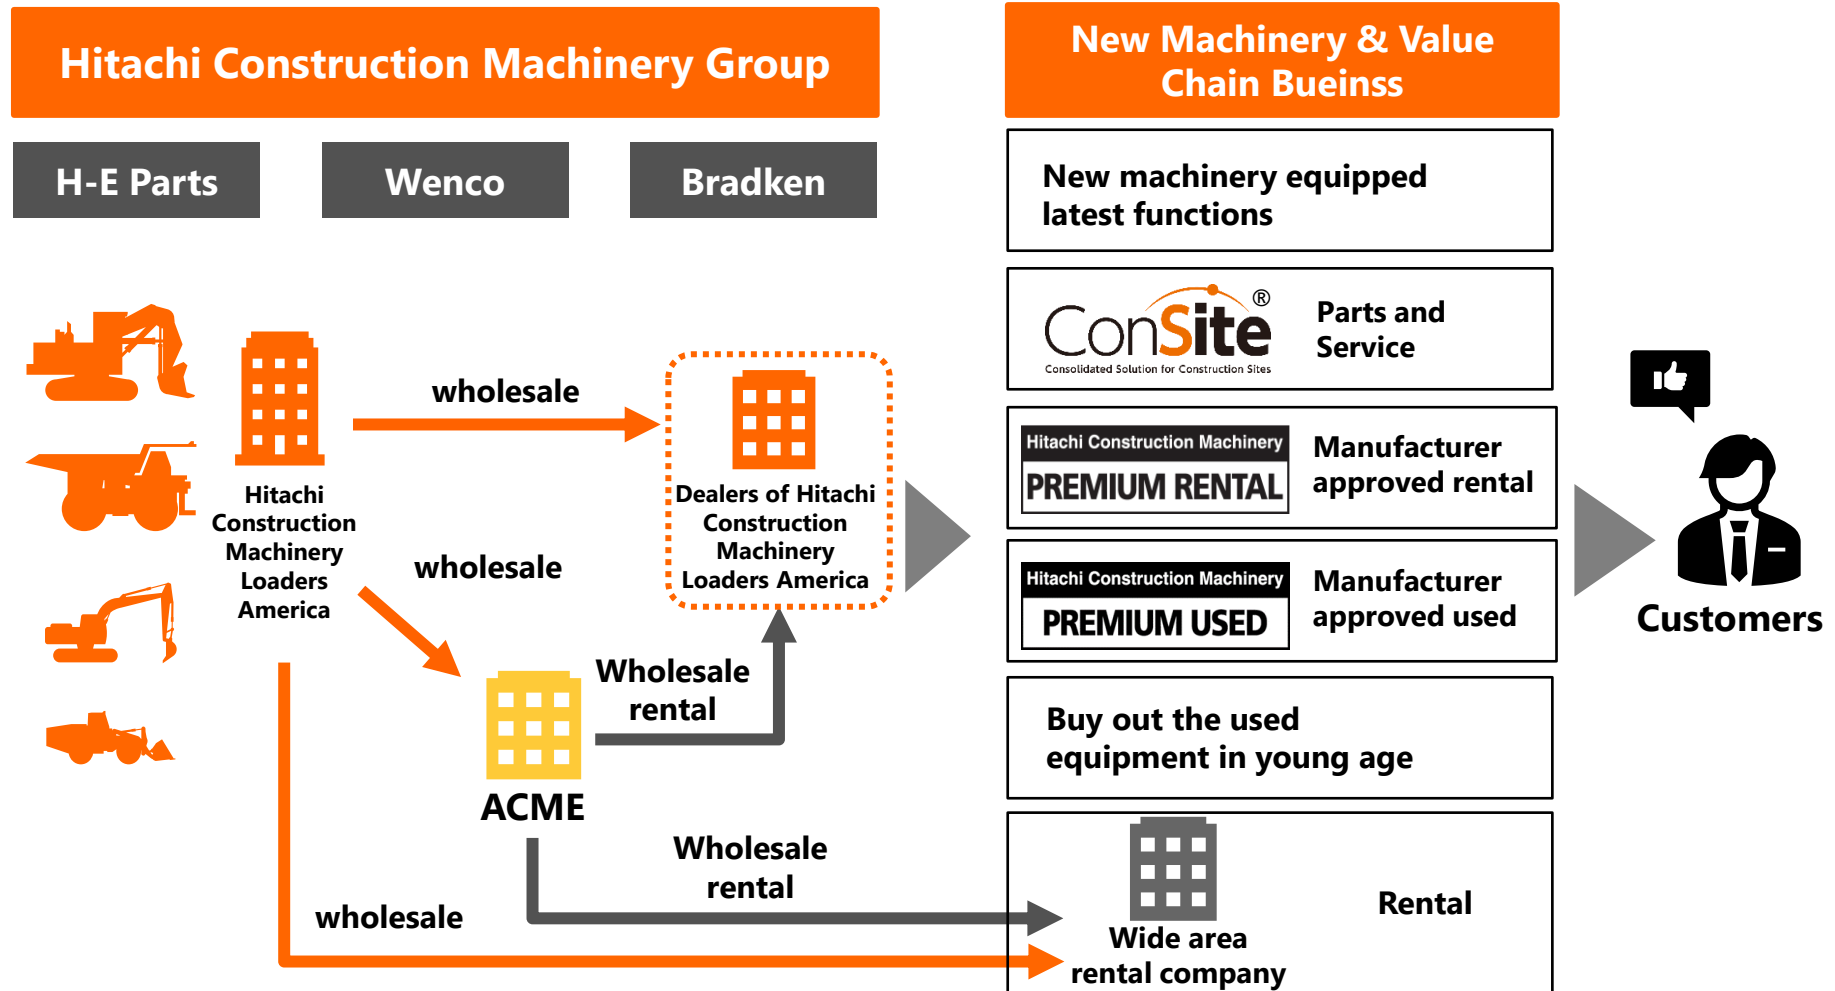 Hitachi Construction Machinery Group
H-E Parts
Wenco
Bradken
Hitachi
Construction
Machinery
Loaders
America
wholesale
wholesale
wholesale
Dealers of Hitachi
Construction
Machinery
Loaders America
ACME
Wholesale
rental
Wholesale
rental
New Machinery & Value
Chain Bueinss
New machinery equipped
latest functions
ConSite®
Consolidated Solution for Construction Sites
Parts and
Service
Hitachi Construction Machinery
PREMIUM RENTAL
Manufacturer
approved rental
Hitachi Construction Machinery
PREMIUM USED
Manufacturer
approved used
Buy out the used
equipment in young age
Wide area
rental company
Rental
Customers